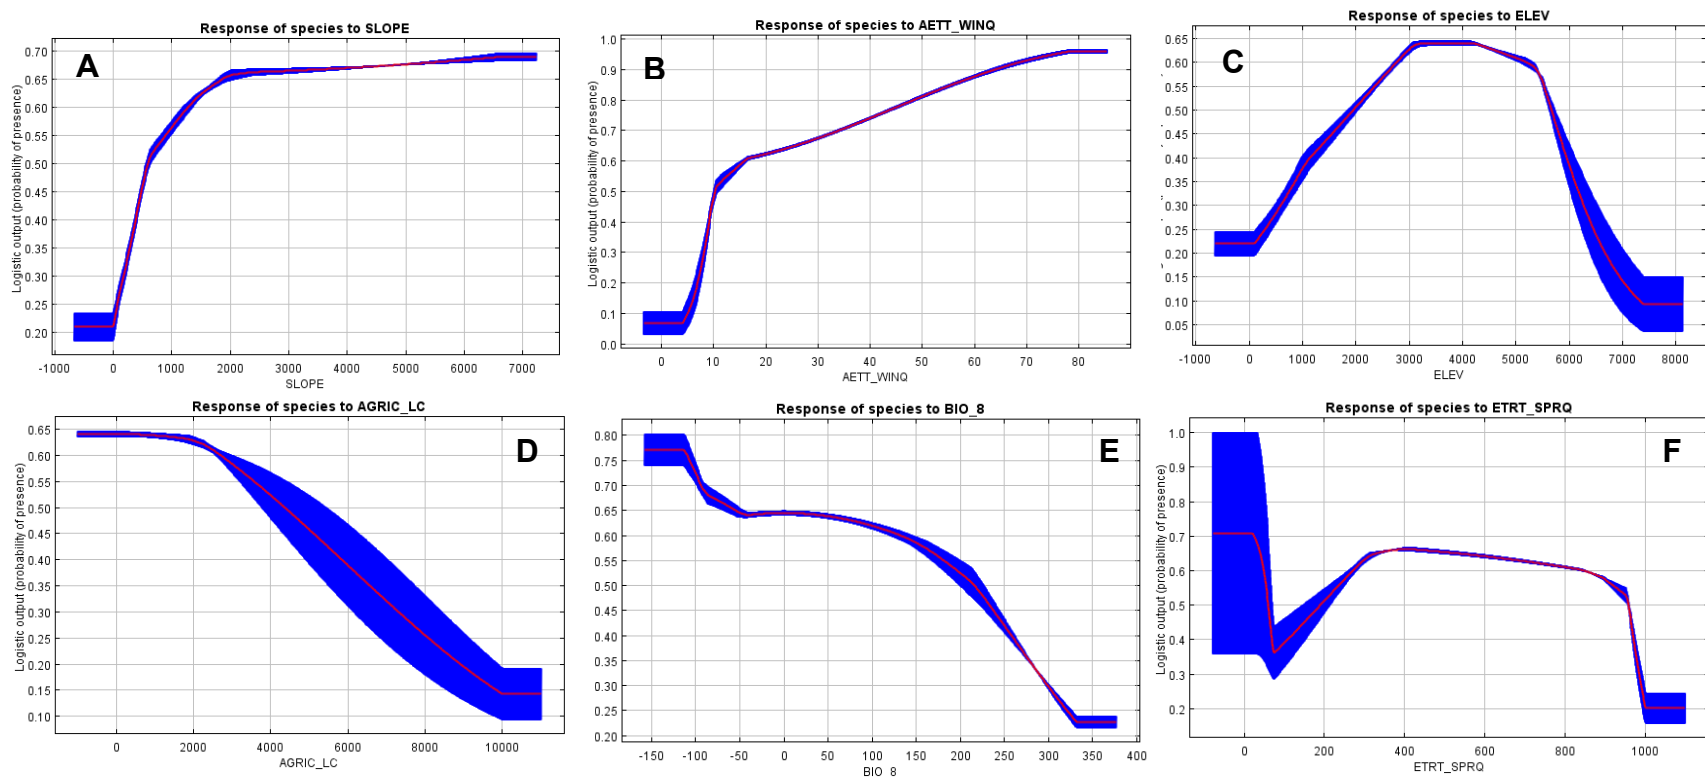 Response of species to SLOPE
A
Logistic output (probability of presence)
0.70
0.65
0.60
0.55
0.50
0.45
0.40
0.35
0.30
0.25
0.20
-1000 0 1000 2000 3000 4000 5000 6000 7000
SLOPE
Response of species to AETT_WINQ
B
Logistic output (probability of presence)
1.0
0.9
0.8
0.7
0.6
0.5
0.4
0.3
0.2
0.1
0.0
0 10 20 30 40 50 60 70 80
AETT_WINQ
Response of species to ELEV
C
0.65
0.60
0.55
0.50
0.45
0.40
0.35
0.30
0.25
0.20
0.15
0.10
0.05
-1000 0 1000 2000 3000 4000 5000 6000 7000 8000
ELEV
Response of species to AGRIC_LC
D
Logistic output (probability of presence)
0.65
0.60
0.55
0.50
0.45
0.40
0.35
0.30
0.25
0.20
0.15
0.10
0 2000 4000 6000 8000 10000
AGRIC_LC
Response of species to BIO_8
E
Logistic output (probability of presence)
0.80
0.75
0.70
0.65
0.60
0.55
0.50
0.45
0.40
0.35
0.30
0.25
0.20
-150 -100 -50 0 50 100 150 200 250 300 350 400
BIO_8
Response of species to ETRT_SPRQ
F
Logistic output (probability of presence)
1.0
0.9
0.8
0.7
0.6
0.5
0.4
0.3
0.2
0 200 400 600 800 1000
ETRT_SPRQ